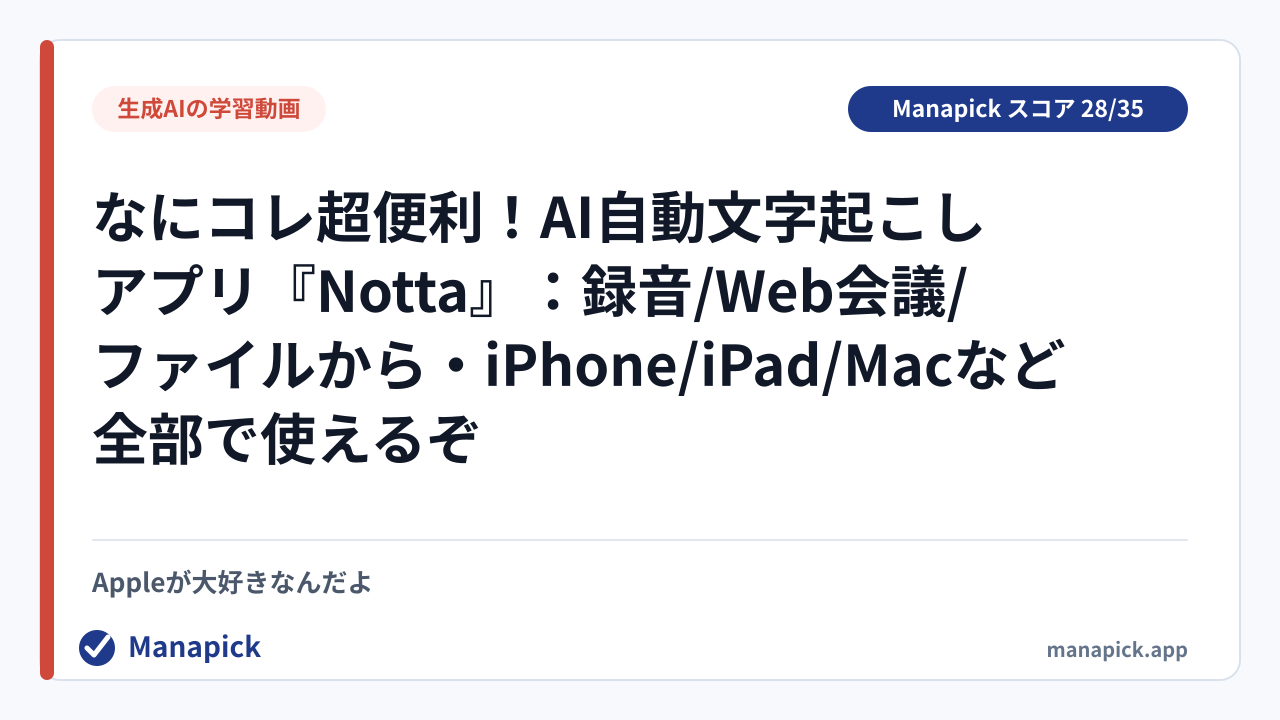 生成AIの学習動画
Manapick スコア 28/35
なにコレ超便利！AI自動文字起こし
アプリ『Notta』：録音/Web会議/
ファイルから・iPhone/iPad/Macなど
全部で使えるぞ
Appleが大好きなんだよ
Manapick
manapick.app